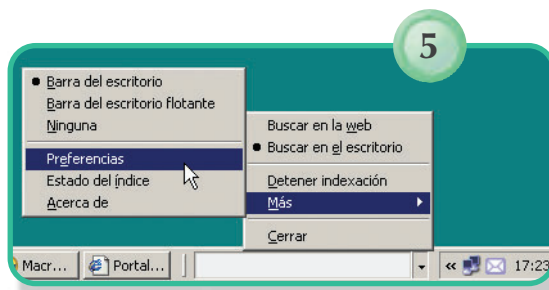 5
Barra del escritorio
Barra del escritorio flotante
Ninguna
Preferencias
Estado del índice
Acerca de
Buscar en la web
Buscar en el escritorio
Detener indexación
Más
Cerrar
Macr...
Portal...
«
17:23